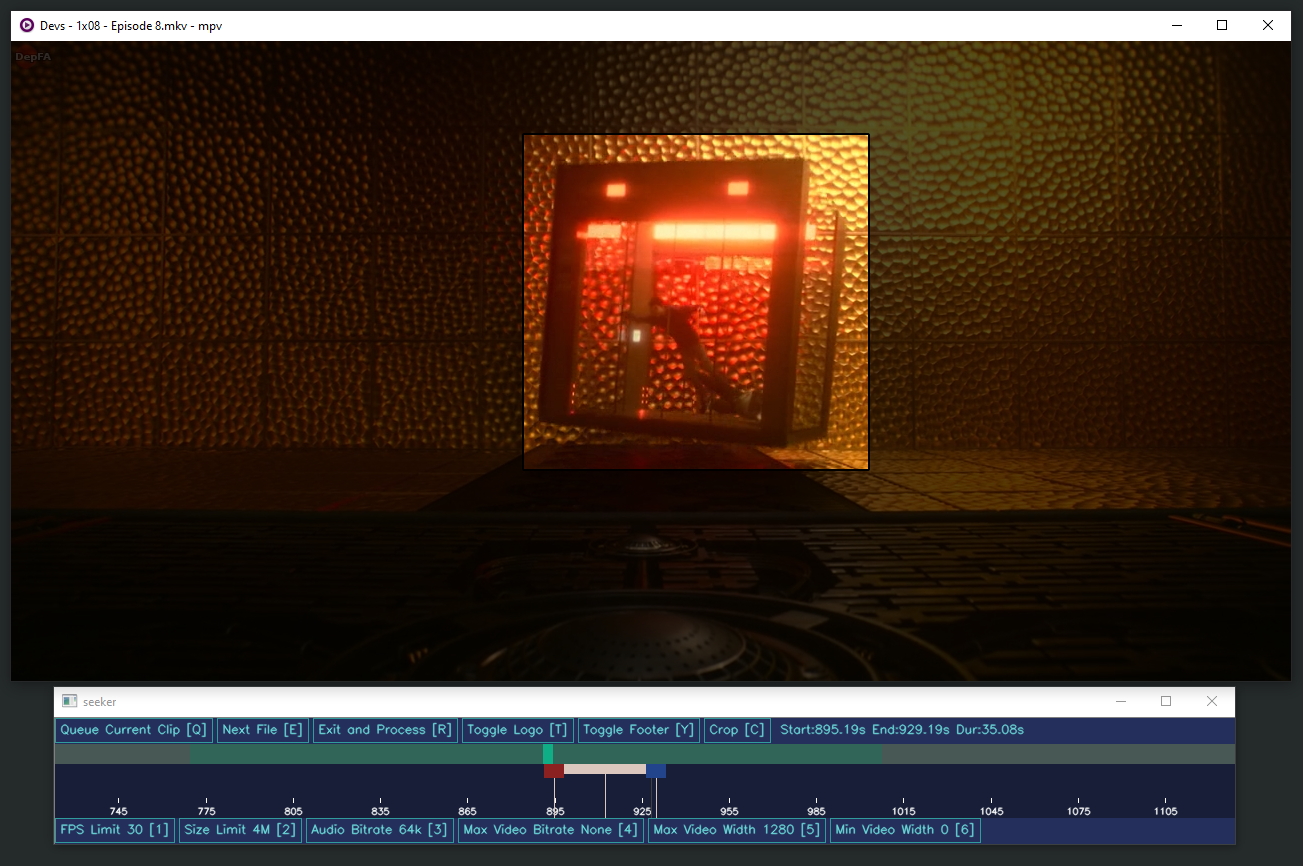 Devs - 1x08 - Episode 8.mkv - mpv
DepFA
seeker
Queue Current Clip [Q] Next File [E] Exit and Process [R] Toggle Logo [T] Toggle Footer [Y] Crop [C] Start:895.19s End:929.19s Dur:35.08s
745 775 805 835 865 895 925 955 985 1015 1045 1075 1105
FPS Limit 30 [1] Size Limit 4M [2] Audio Bitrate 64k [3] Max Video Bitrate None [4] Max Video Width 1280 [5] Min Video Width 0 [6]